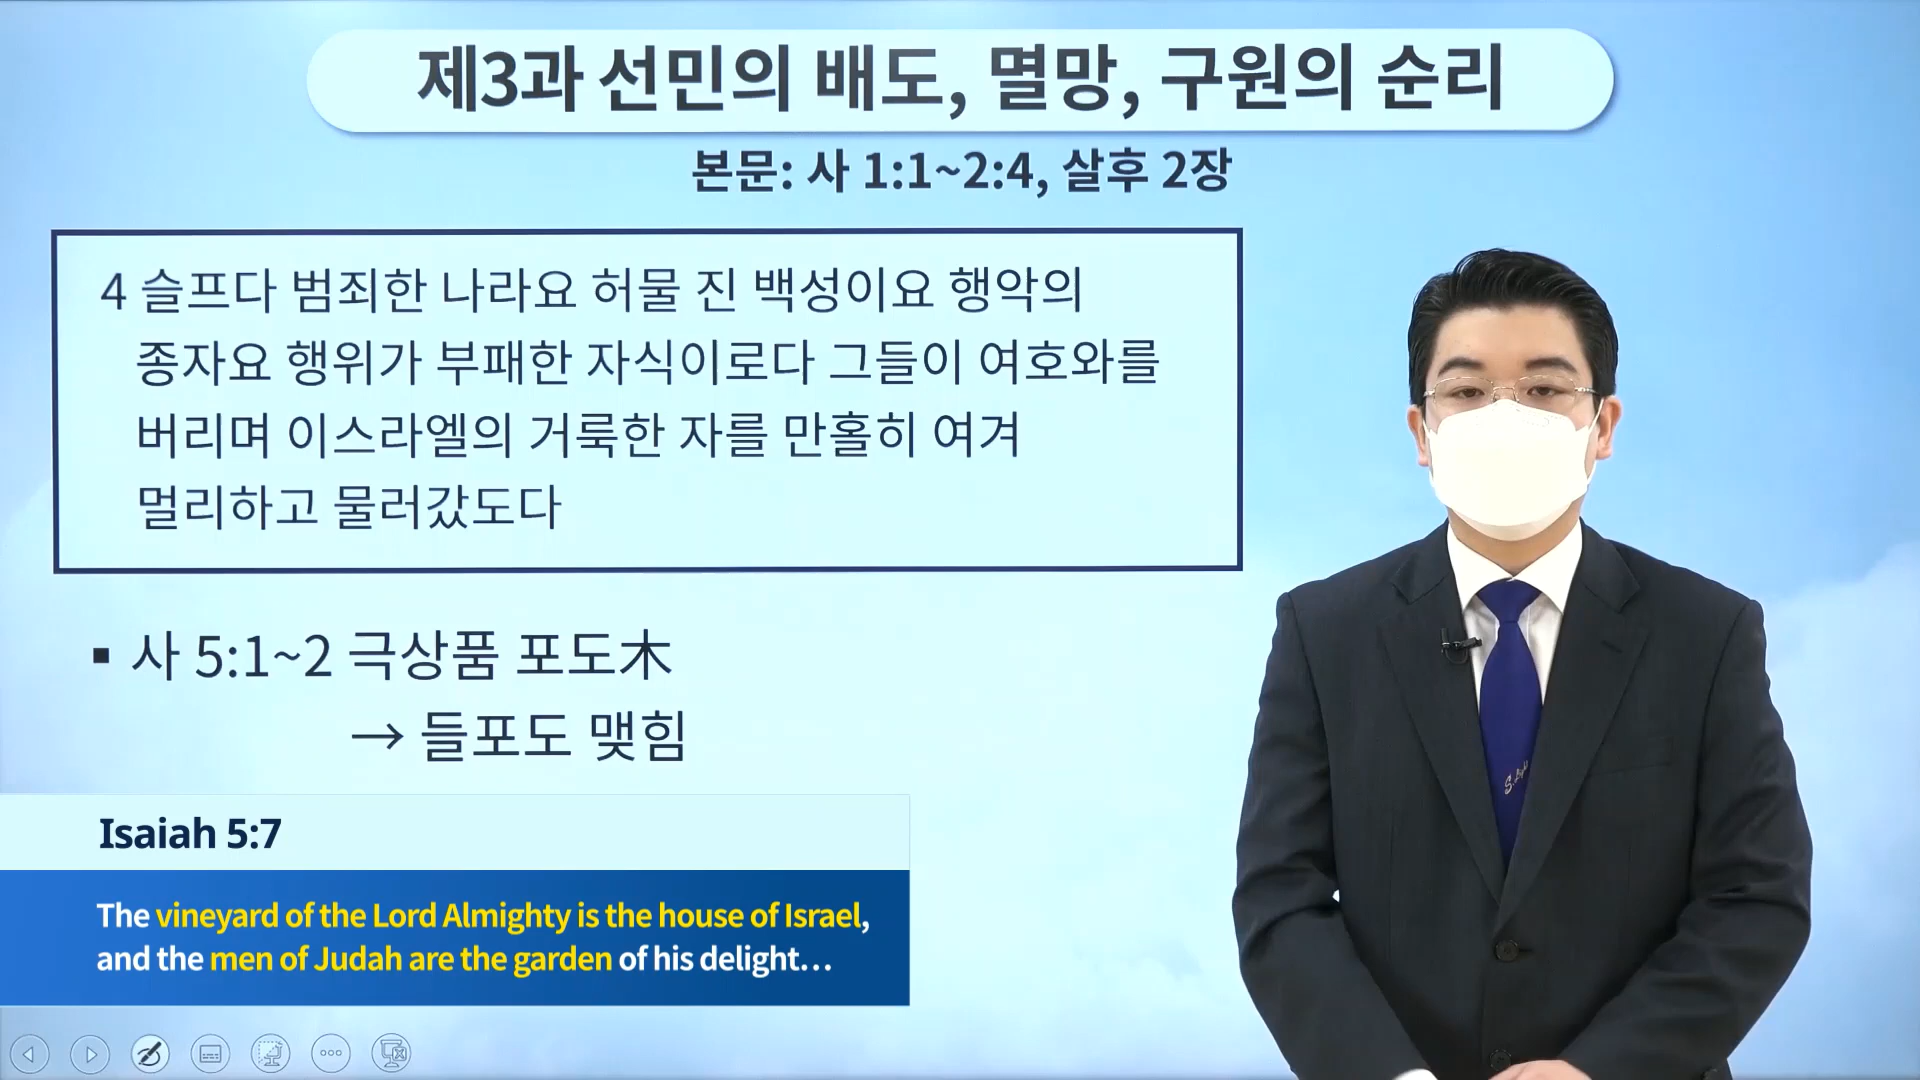 제3과 선민의 배도, 멸망, 구원의 순리
본문: 사 1:1~2:4, 살후 2장
4 슬프다 범죄한 나라요 허물 진 백성이요 행악의
종자요 행위가 부패한 자식이로다 그들이 여호와를
버리며 이스라엘의 거룩한 자를 만홀히 여겨
멀리하고 물러갔도다
▪ 사 5:1~2 극상품 포도木
→ 들포도 맺힘
Isaiah 5:7
The vineyard of the Lord Almighty is the house of Israel,
and the men of Judah are the garden of his delight…